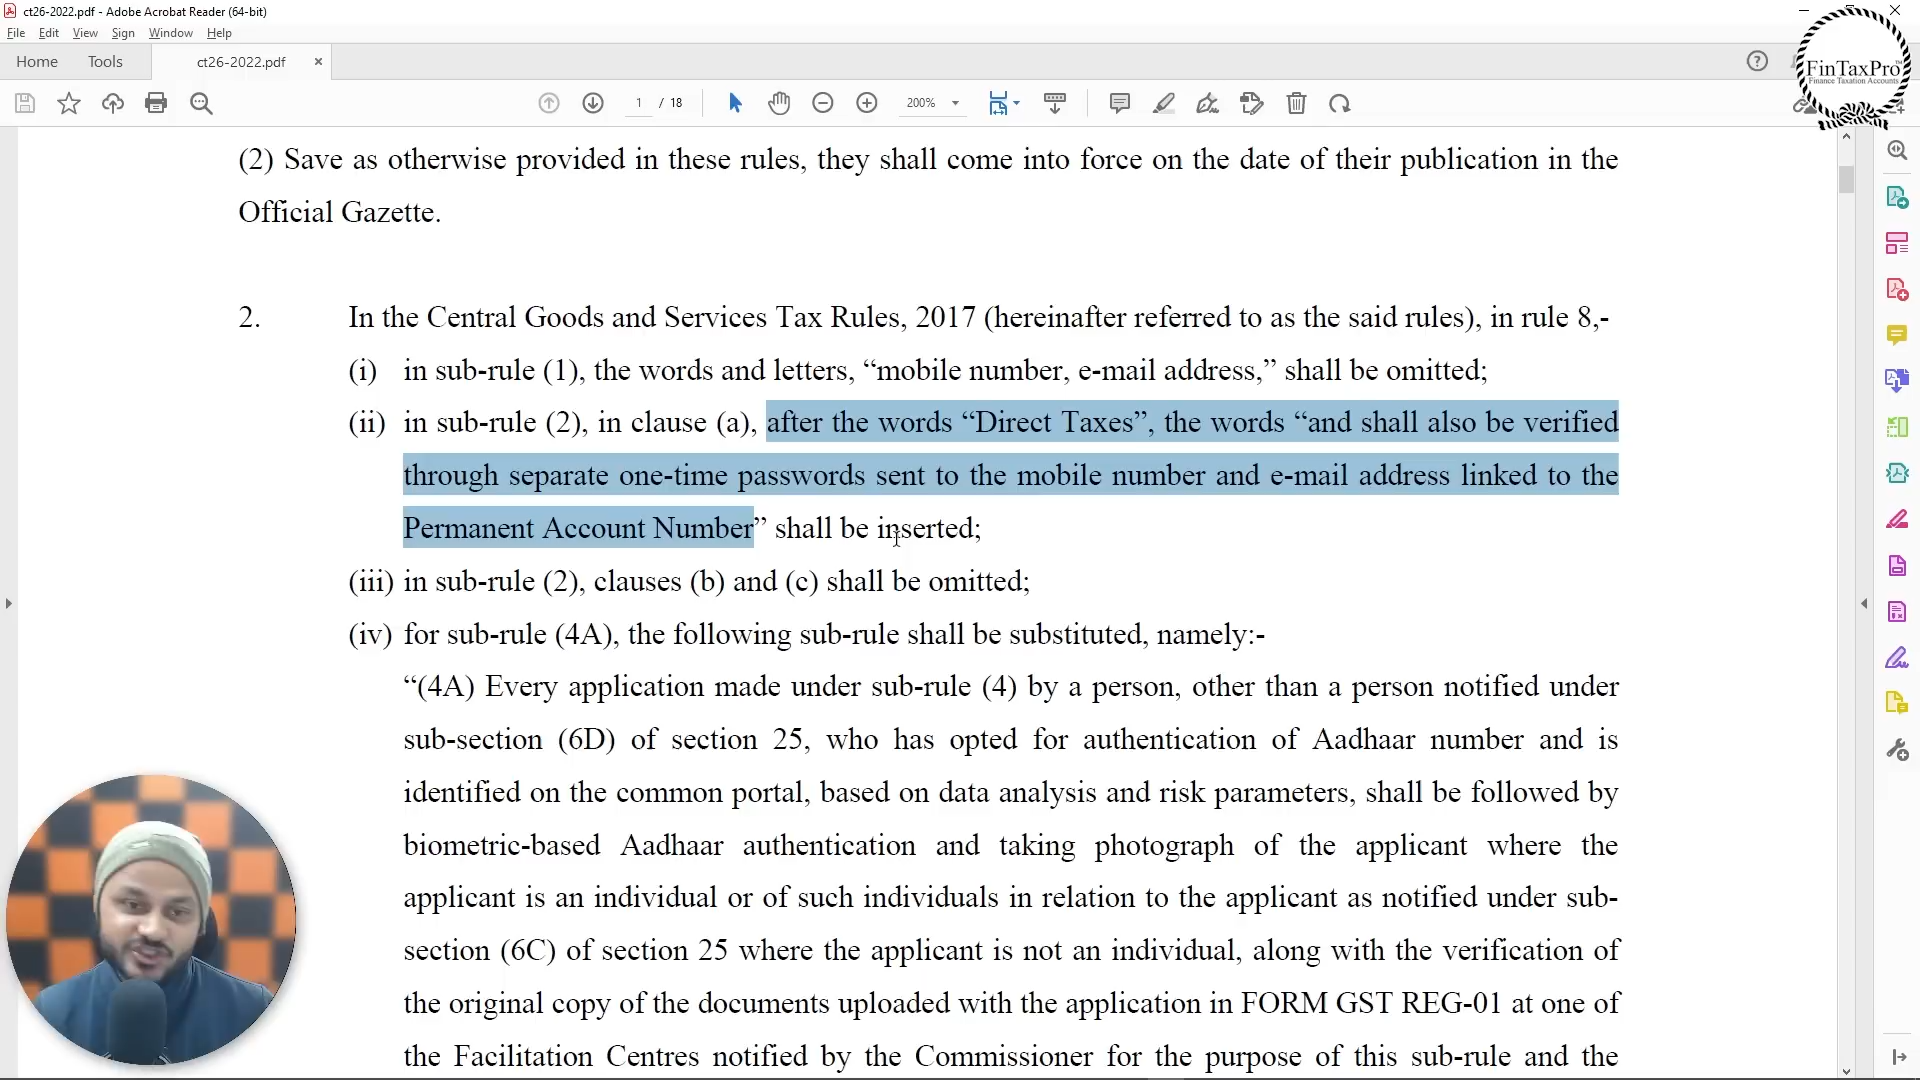 ct26-2022.pdf - Adobe Acrobat Reader (64-bit)
File Edit View Sign Window Help
Home Tools ct26-2022.pdf ×
1 / 18 200%
FinTaxPro™
Finance Taxation Accounts
(2) Save as otherwise provided in these rules, they shall come into force on the date of their publication in the
Official Gazette.
2. In the Central Goods and Services Tax Rules, 2017 (hereinafter referred to as the said rules), in rule 8,-
(i) in sub-rule (1), the words and letters, “mobile number, e-mail address,” shall be omitted;
(ii) in sub-rule (2), in clause (a), after the words “Direct Taxes”, the words “and shall also be verified
through separate one-time passwords sent to the mobile number and e-mail address linked to the
Permanent Account Number” shall be inserted;
(iii) in sub-rule (2), clauses (b) and (c) shall be omitted;
(iv) for sub-rule (4A), the following sub-rule shall be substituted, namely:-
“(4A) Every application made under sub-rule (4) by a person, other than a person notified under
sub-section (6D) of section 25, who has opted for authentication of Aadhaar number and is
identified on the common portal, based on data analysis and risk parameters, shall be followed by
biometric-based Aadhaar authentication and taking photograph of the applicant where the
applicant is an individual or of such individuals in relation to the applicant as notified under sub-
section (6C) of section 25 where the applicant is not an individual, along with the verification of
the original copy of the documents uploaded with the application in FORM GST REG-01 at one of
the Facilitation Centres notified by the Commissioner for the purpose of this sub-rule and the